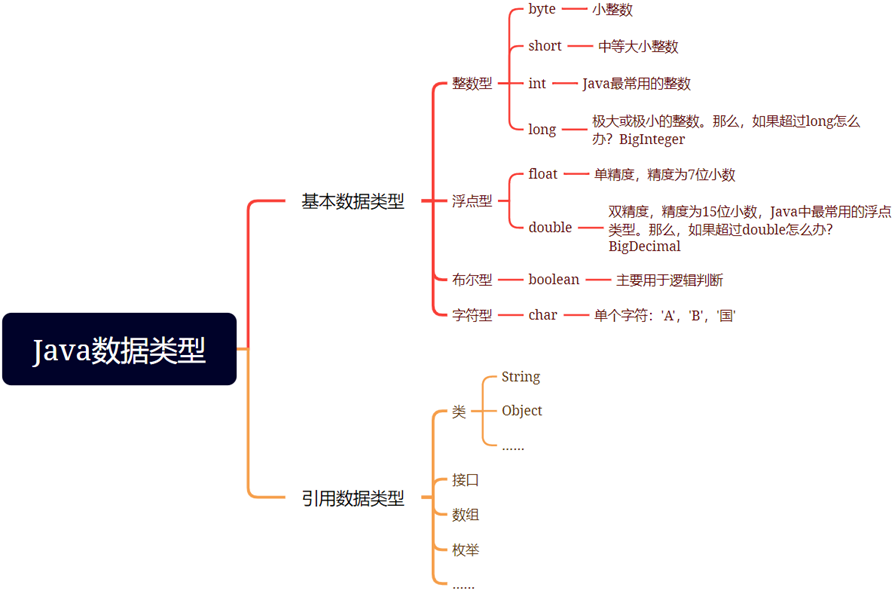 Java数据类型
基本数据类型
整数型
byte
小整数
short
中等大小整数
int
Java最常用的整数
long
极大或极小的整数。那么，如果超过long怎么
办？BigInteger
浮点型
float
单精度，精度为7位小数
double
双精度，精度为15位小数，Java中最常用的浮点
类型。那么，如果超过double怎么办？
BigDecimal
布尔型
boolean
主要用于逻辑判断
字符型
char
单个字符：'A'，'B'，'国'
引用数据类型
类
String
Object
……
接口
数组
枚举
……